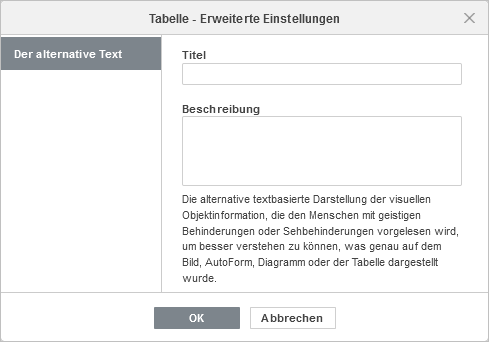 Tabelle - Erweiterte Einstellungen
Der alternative Text
Titel
Beschreibung
Die alternative textbasierte Darstellung der visuellen
Objektinformation, die den Menschen mit geistigen
Behinderungen oder Sehbehinderungen vorgelesen wird,
um besser verstehen zu können, was genau auf dem
Bild, AutoForm, Diagramm oder der Tabelle dargestellt
wurde.
OK
Abbrechen